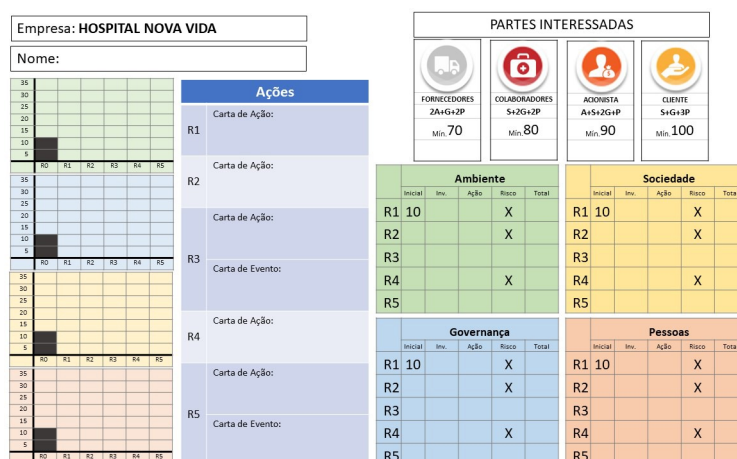 Empresa: HOSPITAL NOVA VIDA
Nome:
PARTES INTERESSADAS
FORNECEDORES COLABORADORES ACIONISTA CLIENTE
2A+G+2P S+2G+2P A+S+2G+P S+G+3P
Mín.70 Mín.80 Mín.90 Mín.100
35
30
25
20
15
10
5
R0 R1 R2 R3 R4 R5
35
30
25
20
15
10
5
R0 R1 R2 R3 R4 R5
35
30
25
20
15
10
5
R0 R1 R2 R3 R4 R5
35
30
25
20
15
10
5
R0 R1 R2 R3 R4 R5
Ações
R1 Carta de Ação:
R2 Carta de Ação:
R3 Carta de Ação:
Carta de Evento:
R4 Carta de Ação:
R5 Carta de Ação:
Carta de Evento:
Ambiente
Inicial Inv. Ação Risco Total
R1 10 X
R2 X
R3
R4 X
R5
Sociedade
Inicial Inv. Ação Risco Total
R1 10 X
R2 X
R3
R4 X
R5
Governança
Inicial Inv. Ação Risco Total
R1 10 X
R2 X
R3
R4 X
R5
Pessoas
Inicial Inv. Ação Risco Total
R1 10 X
R2 X
R3
R4 X
R5